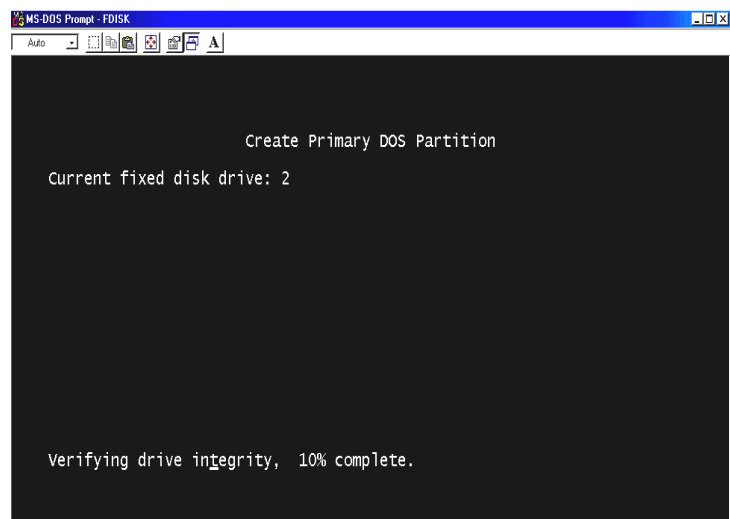 MS-DOS Prompt - FDISK
Auto
A
Create Primary DOS Partition
Current fixed disk drive: 2
Verifying drive integrity, 10% complete.